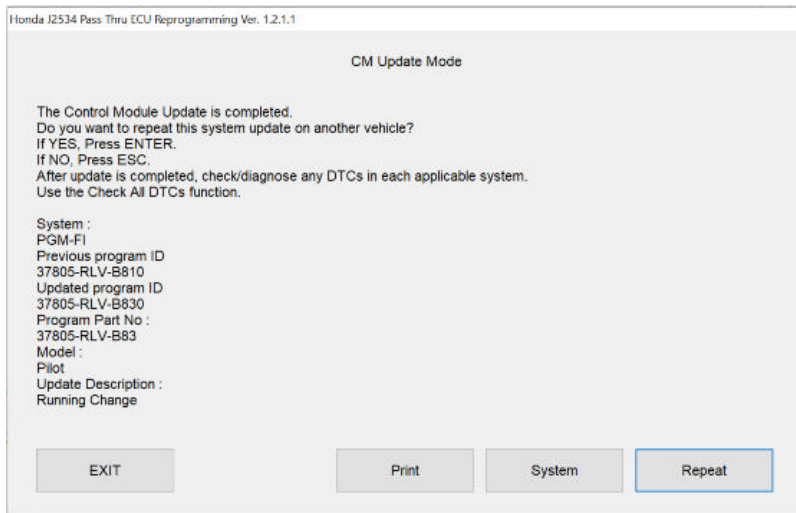 Honda J2534 Pass Thru ECU Reprogramming Ver. 1.2.1.1
CM Update Mode
The Control Module Update is completed.
Do you want to repeat this system update on another vehicle?
If YES, Press ENTER.
If NO, Press ESC.
After update is completed, check/diagnose any DTCs in each applicable system.
Use the Check All DTCs function.
System :
PGM-FI
Previous program ID
37805-RLV-B810
Updated program ID
37805-RLV-B830
Program Part No :
37805-RLV-B83
Model :
Pilot
Update Description :
Running Change
EXIT
Print
System
Repeat